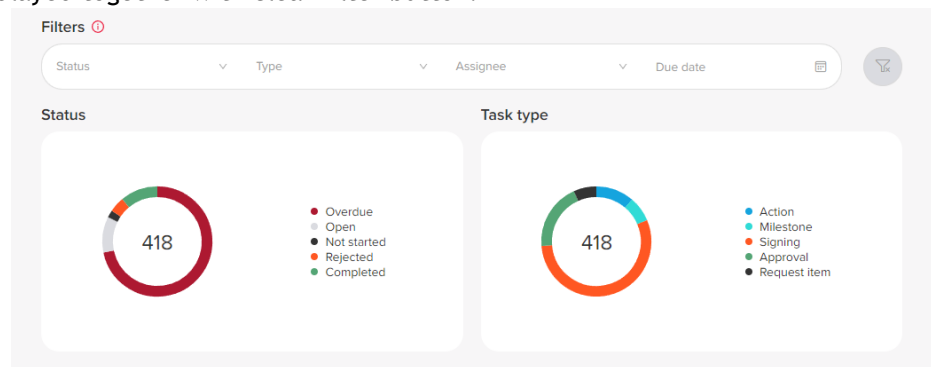 Filters
Status Type Assignee Due date
Status Task type
418
Overdue
Open
Not started
Rejected
Completed
418
Action
Milestone
Signing
Approval
Request item